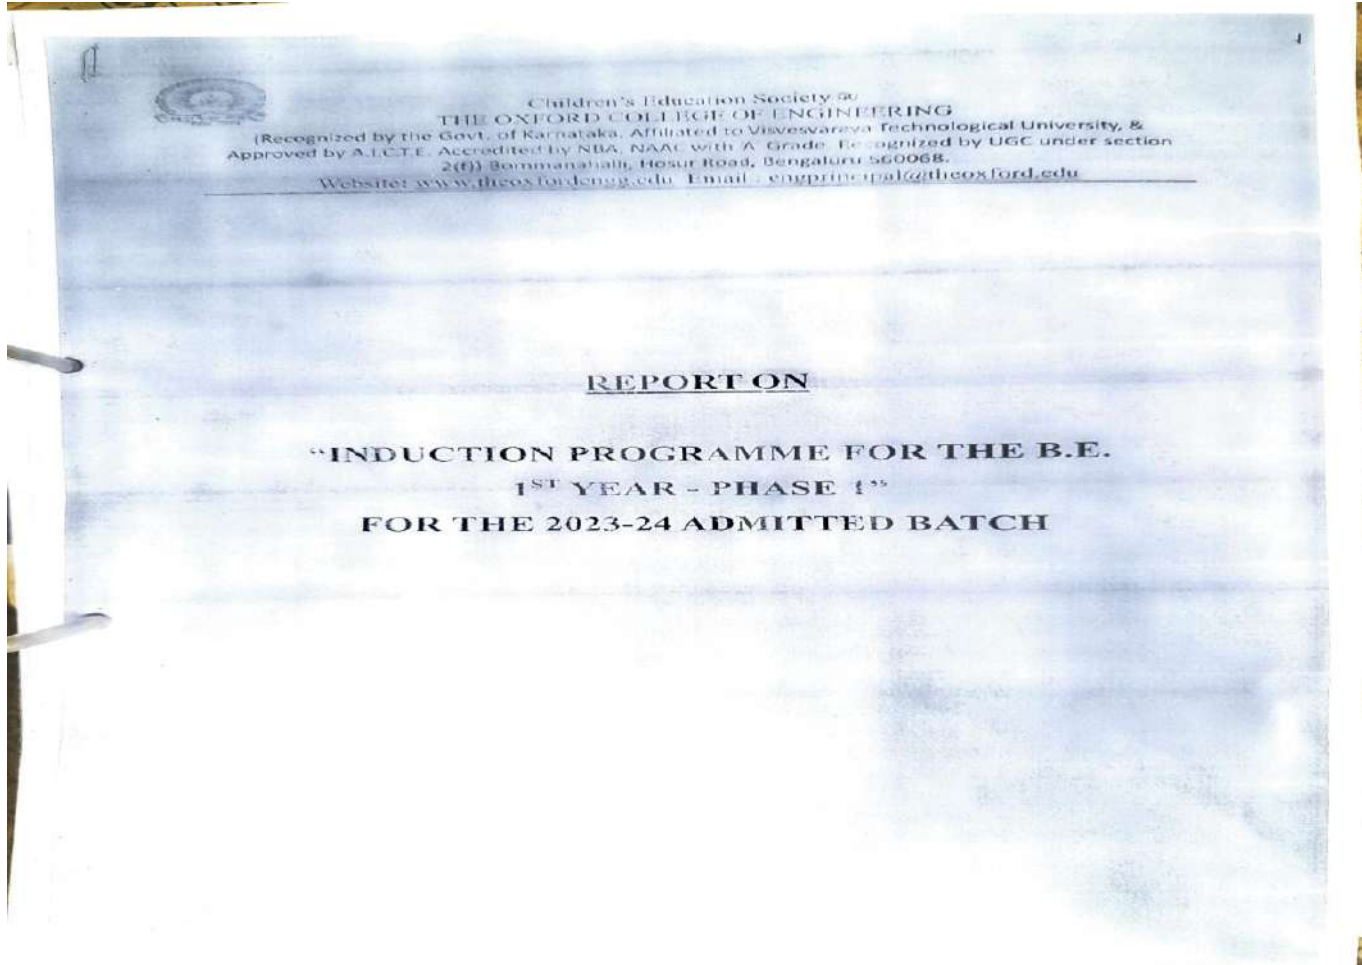 1
Children's Education Society ®
THE OXFORD COLLEGE OF ENGINEERING
(Recognized by the Govt. of Karnataka, Affiliated to Visvesvaraya Technological University, &
Approved by A.I.C.T.E. Accredited by NBA, NAAC with A Grade, Recognized by UGC under section
2(f)) Bommanahalli, Hosur Road, Bengaluru 560068.
Website: www.theoxfordengg.edu Email : engprincipal@theoxford.edu
REPORT ON
“INDUCTION PROGRAMME FOR THE B.E.
1ST YEAR - PHASE 1”
FOR THE 2023-24 ADMITTED BATCH